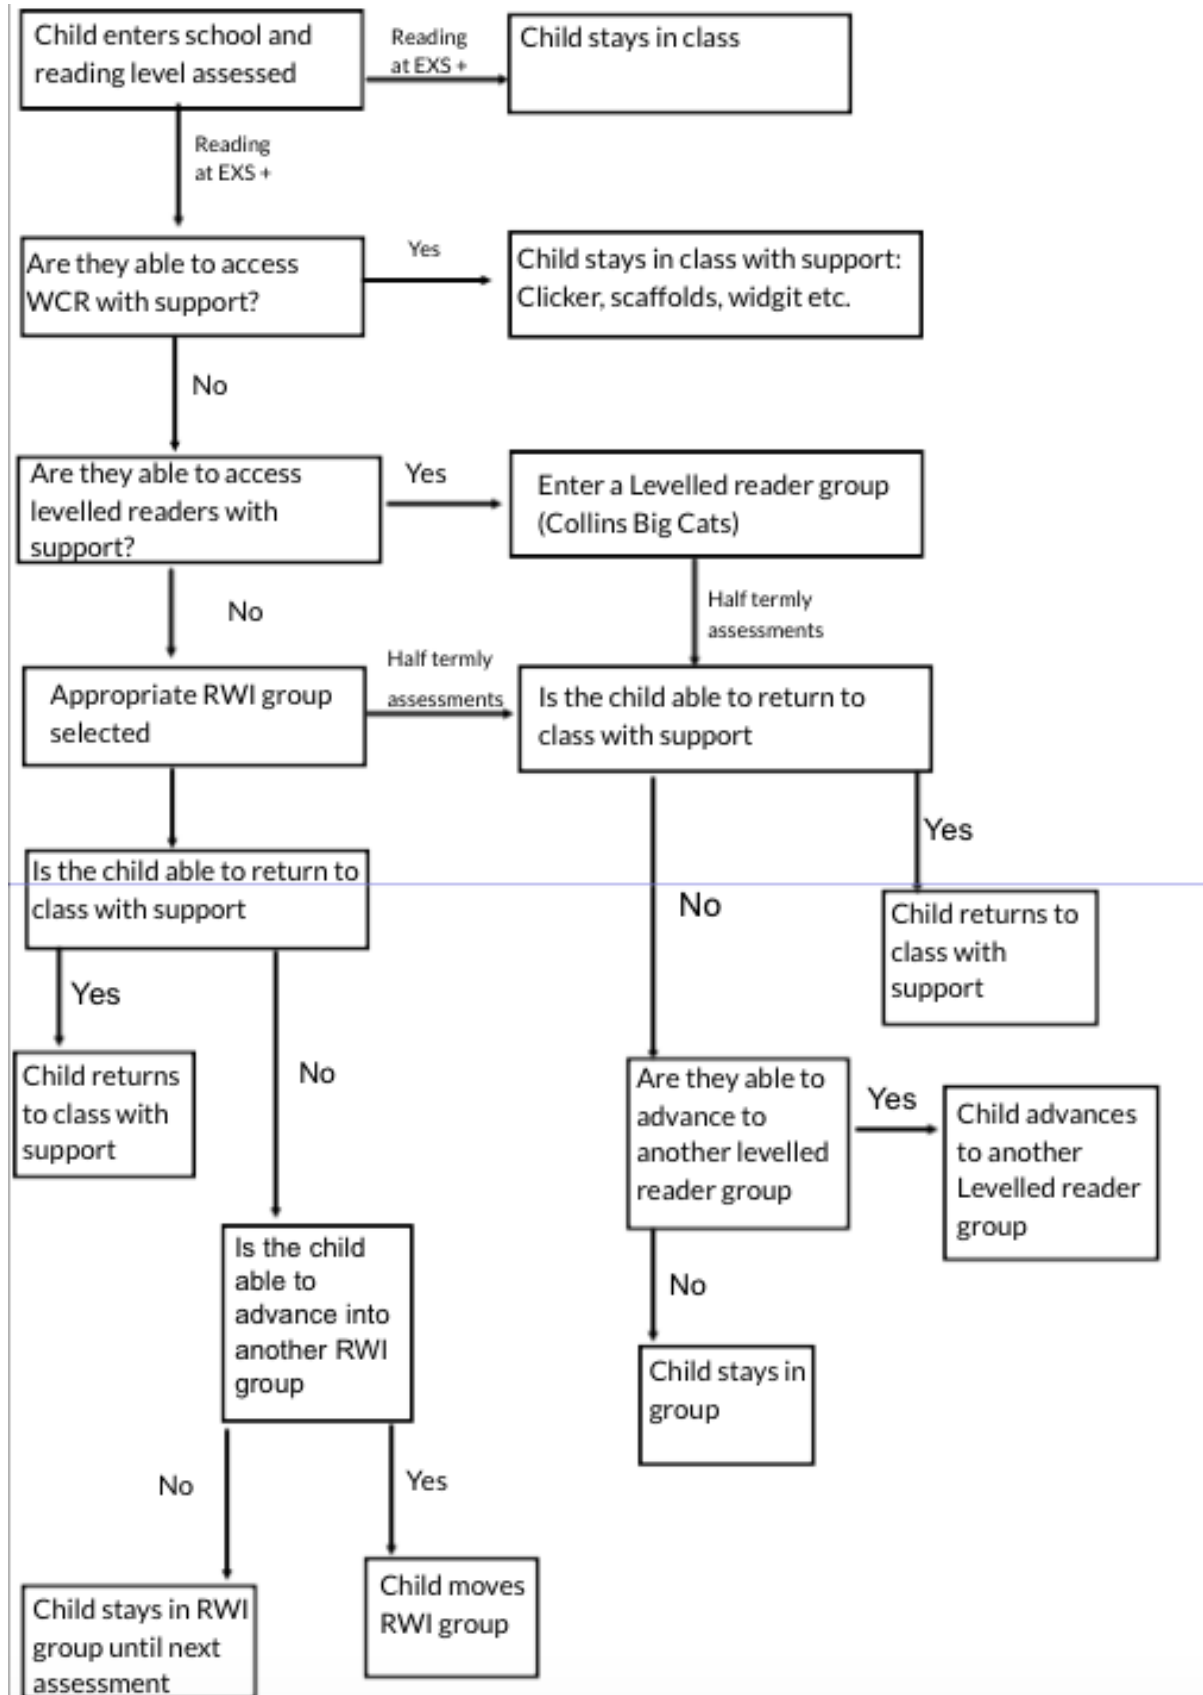 Child enters school and
reading level assessed
Reading
at EXS +
Child stays in class
Reading
at EXS +
Are they able to access
WCR with support?
Yes
Child stays in class with support:
Clicker, scaffolds, widgit etc.
No
Are they able to access
levelled readers with
support?
Yes
Enter a Levelled reader group
(Collins Big Cats)
No
Half termly
assessments
Appropriate RWI group
selected
Half termly
assessments
Is the child able to return to
class with support
Is the child able to return to
class with support
Yes
No
Yes
Child returns to
class with
support
No
Child returns
to class with
support
Are they able to
advance to
another levelled
reader group
Yes
Child advances
to another
Levelled reader
group
Is the child
able to
advance into
another RWI
group
No
Child stays in
group
No
Yes
Child moves
RWI group
Child stays in RWI
group until next
assessment